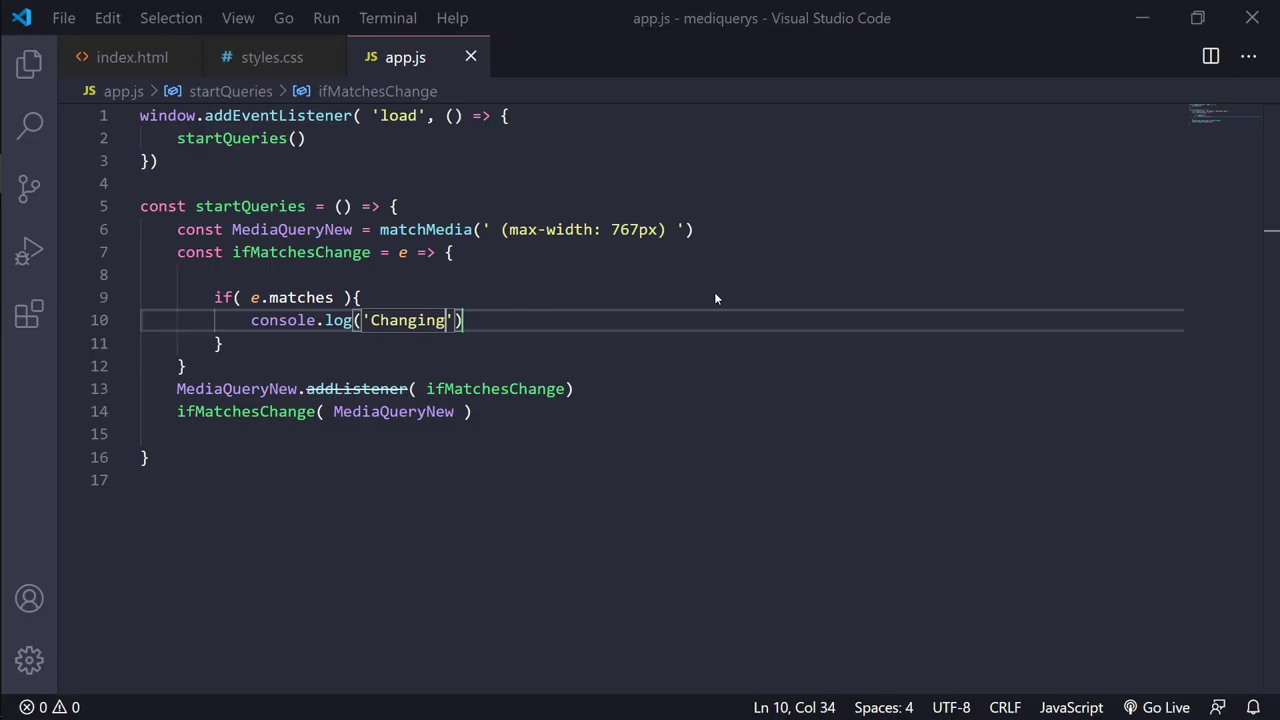 File Edit Selection View Go Run Terminal Help app.js - mediquerys - Visual Studio Code
<> index.html # styles.css JS app.js
JS app.js > startQueries > ifMatchesChange
1 window.addEventListener( 'load', () => {
2 startQueries()
3 })
4
5 const startQueries = () => {
6 const MediaQueryNew = matchMedia(' (max-width: 767px) ')
7 const ifMatchesChange = e => {
8
9 if( e.matches ){
10 console.log('Changing')
11 }
12 }
13 MediaQueryNew.addListener( ifMatchesChange)
14 ifMatchesChange( MediaQueryNew )
15
16 }
17
0 0 Ln 10, Col 34 Spaces: 4 UTF-8 CRLF JavaScript Go Live